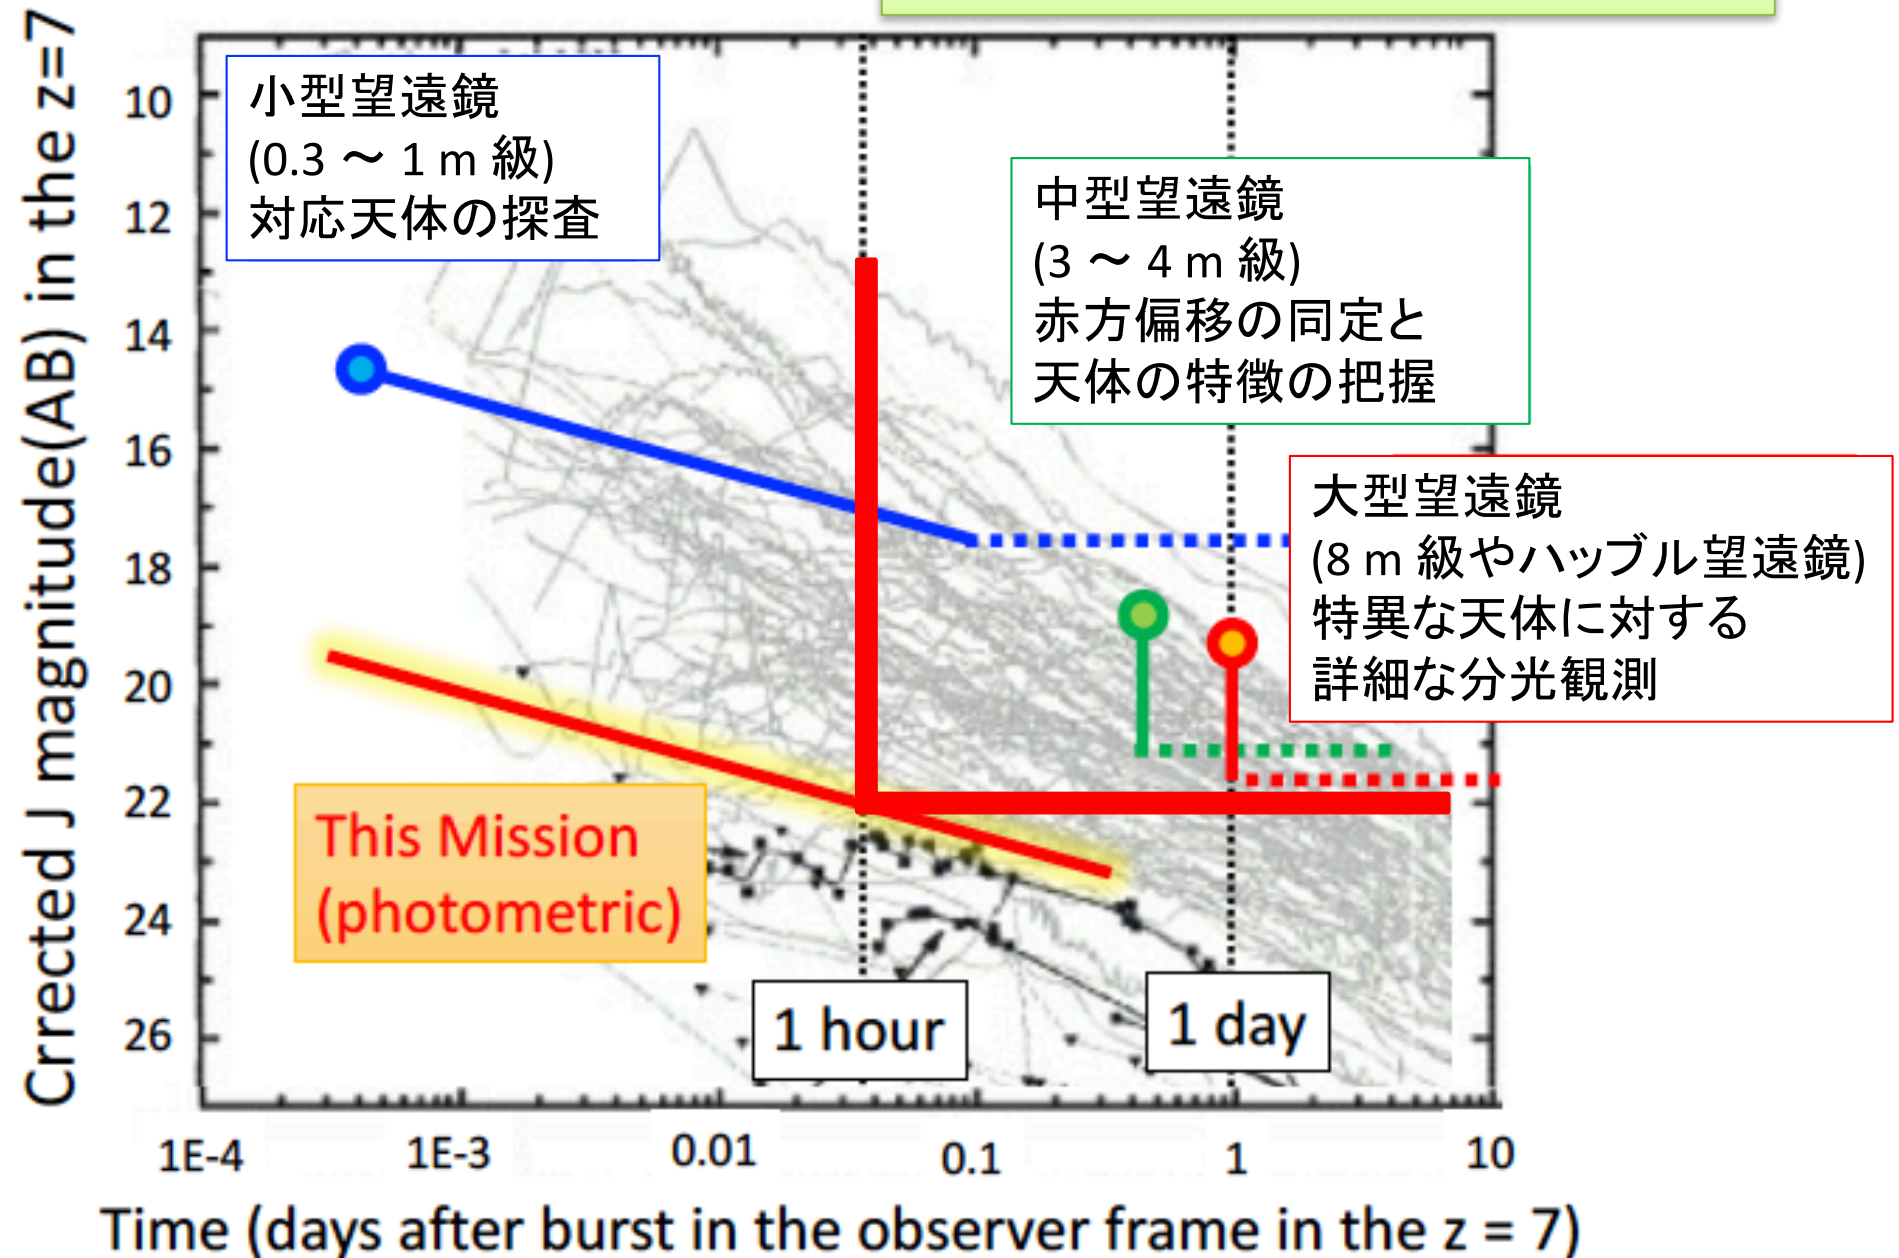 Crrected J magnitude(AB) in the z=7
小型望遠鏡
(0.3 ～ 1 m 級)
対応天体の探査
中型望遠鏡
(3 ～ 4 m 級)
赤方偏移の同定と
天体の特徴の把握
大型望遠鏡
(8 m 級やハッブル望遠鏡)
特異な天体に対する
詳細な分光観測
This Mission
(photometric)
1 hour
1 day
10
12
14
16
18
20
22
24
26
1E-4
1E-3
0.01
0.1
1
10
Time (days after burst in the observer frame in the z = 7)